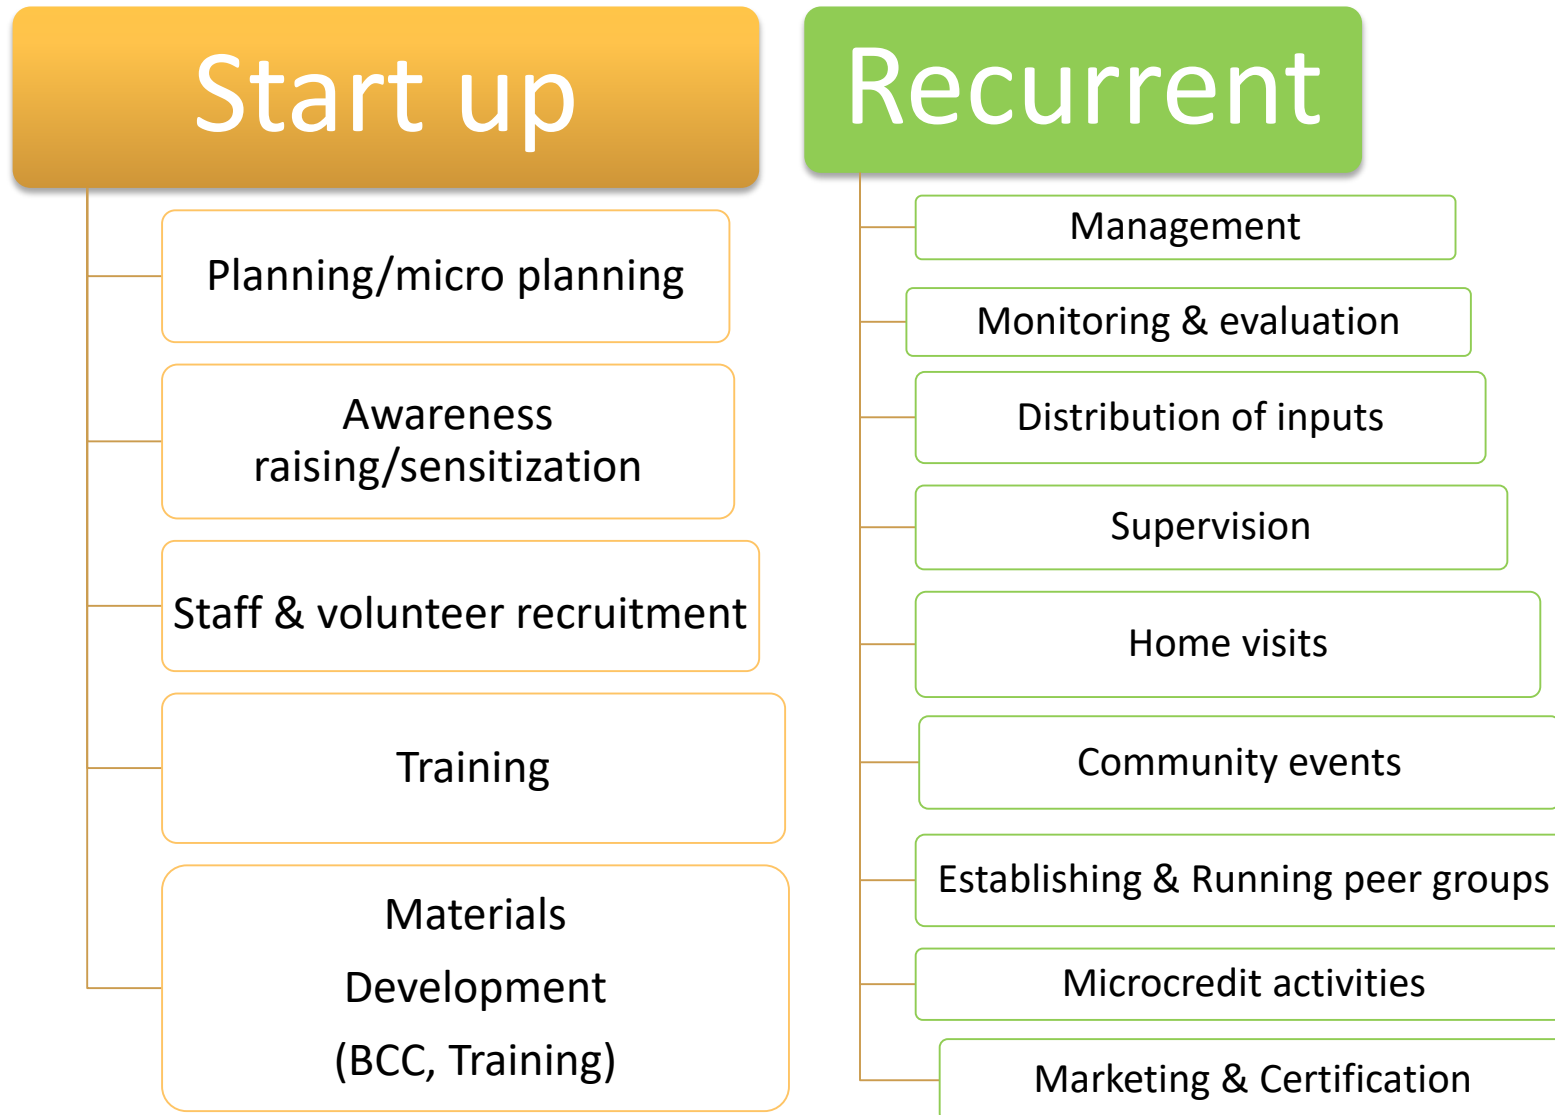 Start up
Planning/micro planning
Awareness
raising/sensitization
Staff & volunteer recruitment
Training
Materials
Development
(BCC, Training)
Recurrent
Management
Monitoring & evaluation
Distribution of inputs
Supervision
Home visits
Community events
Establishing & Running peer groups
Microcredit activities
Marketing & Certification